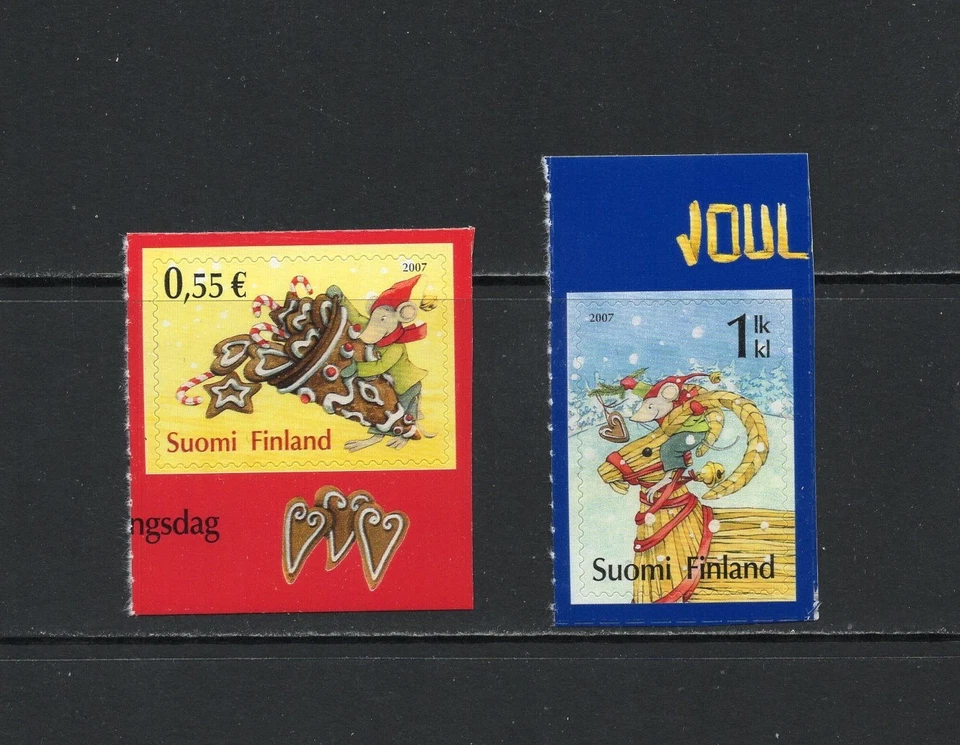 2007
0,55 €
Suomi Finland
ngsdag
JOUL
2007
1 lk
kl
Suomi Finland